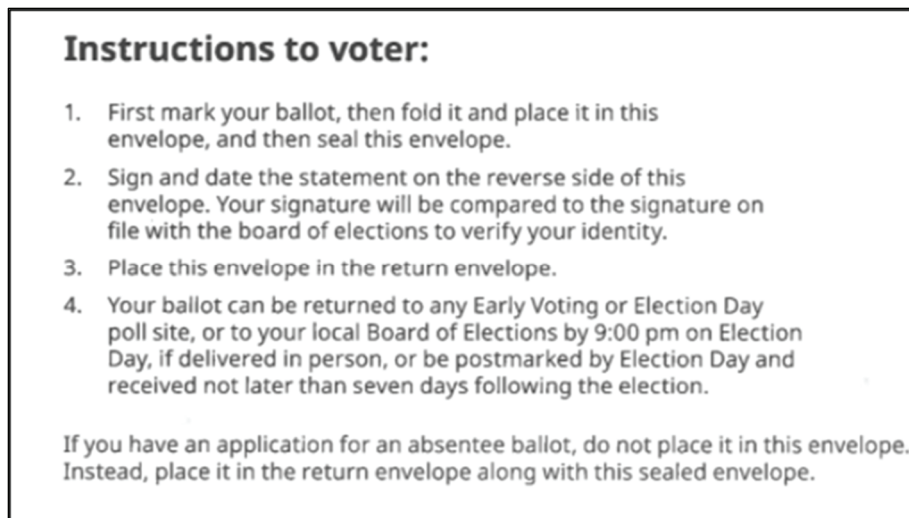 Instructions to voter:
1. First mark your ballot, then fold it and place it in this
envelope, and then seal this envelope.
2. Sign and date the statement on the reverse side of this
envelope. Your signature will be compared to the signature on
file with the board of elections to verify your identity.
3. Place this envelope in the return envelope.
4. Your ballot can be returned to any Early Voting or Election Day
poll site, or to your local Board of Elections by 9:00 pm on Election
Day, if delivered in person, or be postmarked by Election Day and
received not later than seven days following the election.
If you have an application for an absentee ballot, do not place it in this envelope.
Instead, place it in the return envelope along with this sealed envelope.